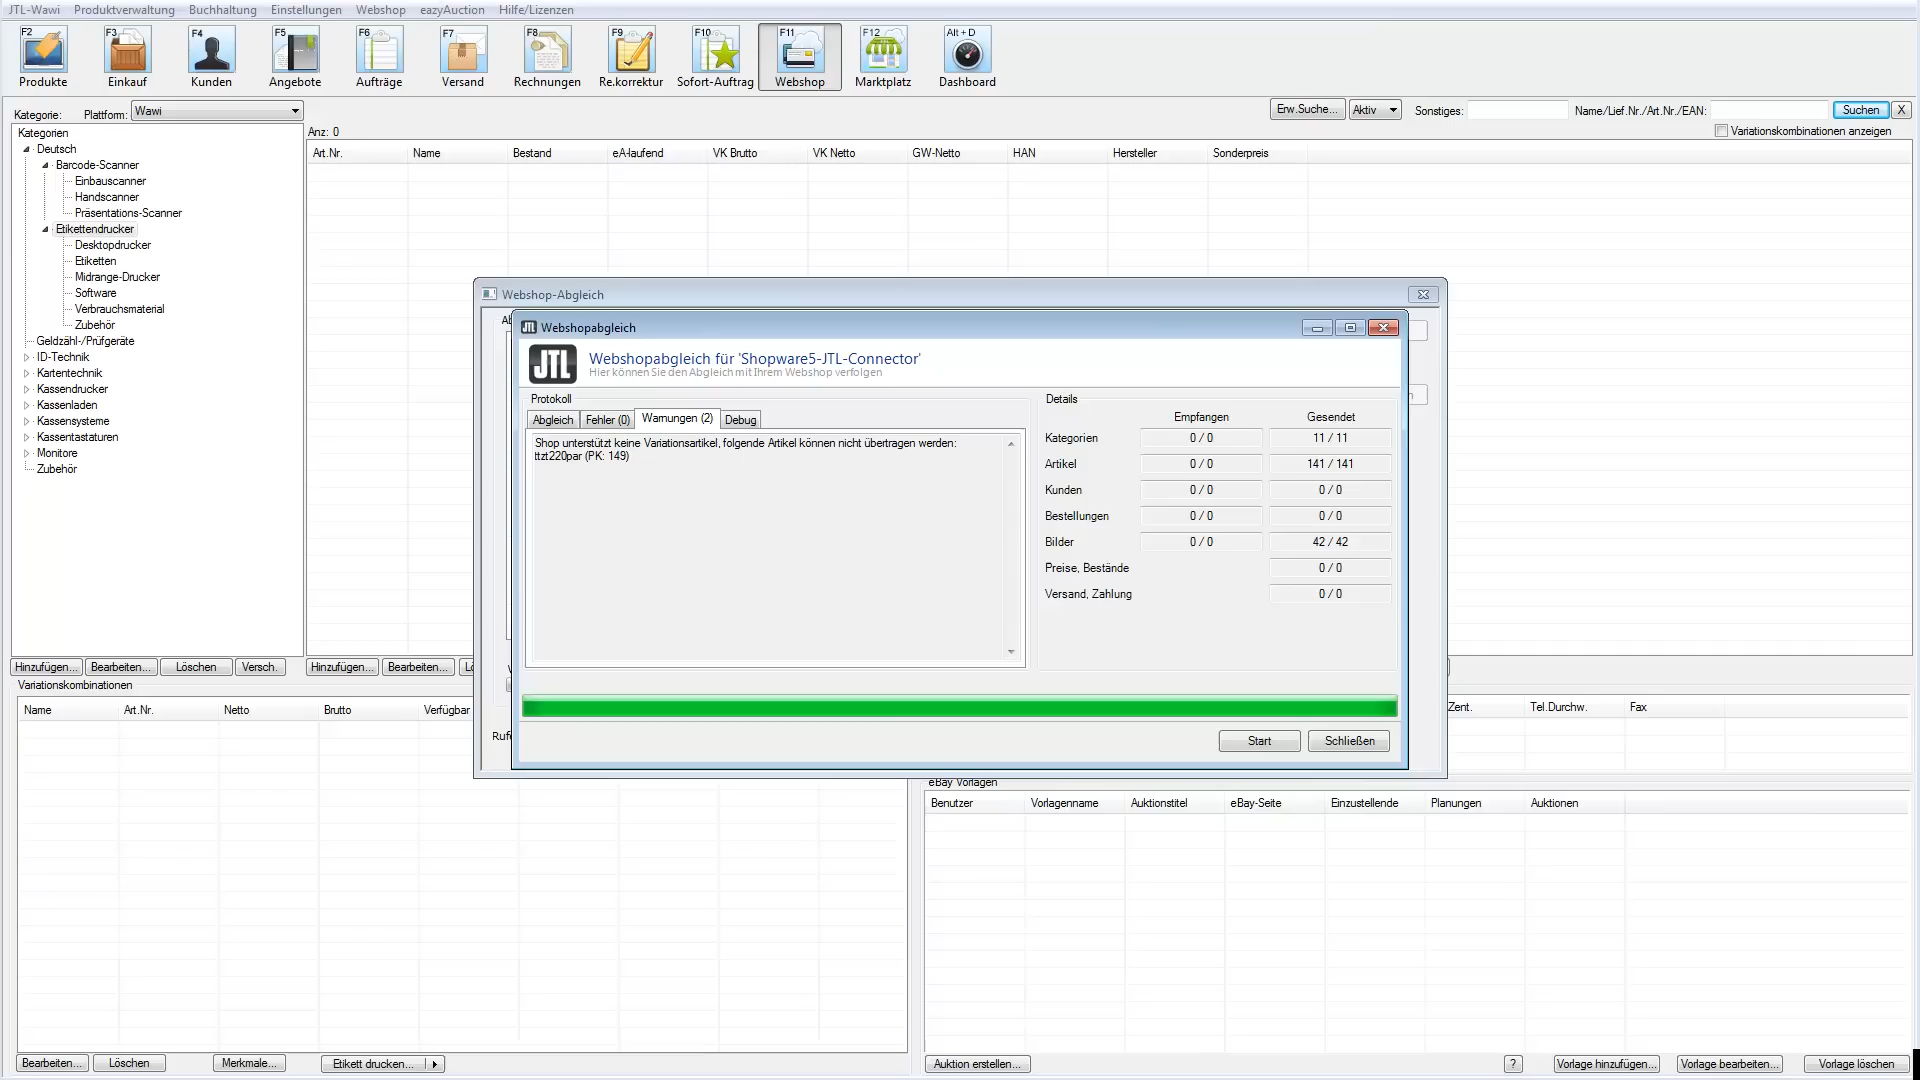 JTL-Wawi Produktverwaltung Buchhaltung Einstellungen Webshop eazyAuction Hilfe/Lizenzen
F2 F3 F4 F5 F6 F7 F8 F9 F10 F11 F12 Alt + D
Produkte Einkauf Kunden Angebote Aufträge Versand Rechnungen Re.korrektur Sofort-Auftrag Webshop Marktplatz Dashboard
Kategorie: Plattform: Wawi Erw.Suche... Aktiv Sonstiges: Name/Lief.Nr./Art.Nr./EAN: Suchen X
Kategorien
Anz: 0 Variationskombinationen anzeigen
Deutsch
Barcode-Scanner
Einbauscanner
Handscanner
Präsentations-Scanner
Etikettendrucker
Desktopdrucker
Etiketten
Midrange-Drucker
Software
Verbrauchsmaterial
Zubehör
Geldzähl-/Prüfgeräte
ID-Technik
Kartentechnik
Kassendrucker
Kassenladen
Kassensysteme
Kassentastaturen
Monitore
Zubehör
Art.Nr. Name Bestand eA-laufend VK Brutto VK Netto GW-Netto HAN Hersteller Sonderpreis
Webshop-Abgleich
Webshopabgleich
JTL
Webshopabgleich für 'Shopware5-JTL-Connector'
Hier können Sie den Abgleich mit Ihrem Webshop verfolgen
Protokoll
Abgleich Fehler (0) Warnungen (2) Debug
Shop unterstützt keine Variationsartikel, folgende Artikel können nicht übertragen werden:
ttzt220par (PK: 149)
Details
Empfangen Gesendet
Kategorien 0 / 0 11 / 11
Artikel 0 / 0 141 / 141
Kunden 0 / 0 0 / 0
Bestellungen 0 / 0 0 / 0
Bilder 0 / 0 42 / 42
Preise, Bestände 0 / 0
Versand, Zahlung 0 / 0
Start Schließen
Hinzufügen... Bearbeiten... Löschen Versch. Hinzufügen... Bearbeiten...
Variationskombinationen
Name Art.Nr. Netto Brutto Verfügbar
Zent. Tel.Durchw. Fax
eBay Vorlagen
Benutzer Vorlagenname Auktionstitel eBay-Seite Einzustellende Planungen Auktionen
Bearbeiten... Löschen Merkmale... Etikett drucken...
Auktion erstellen... ? Vorlage hinzufügen... Vorlage bearbeiten... Vorlage löschen